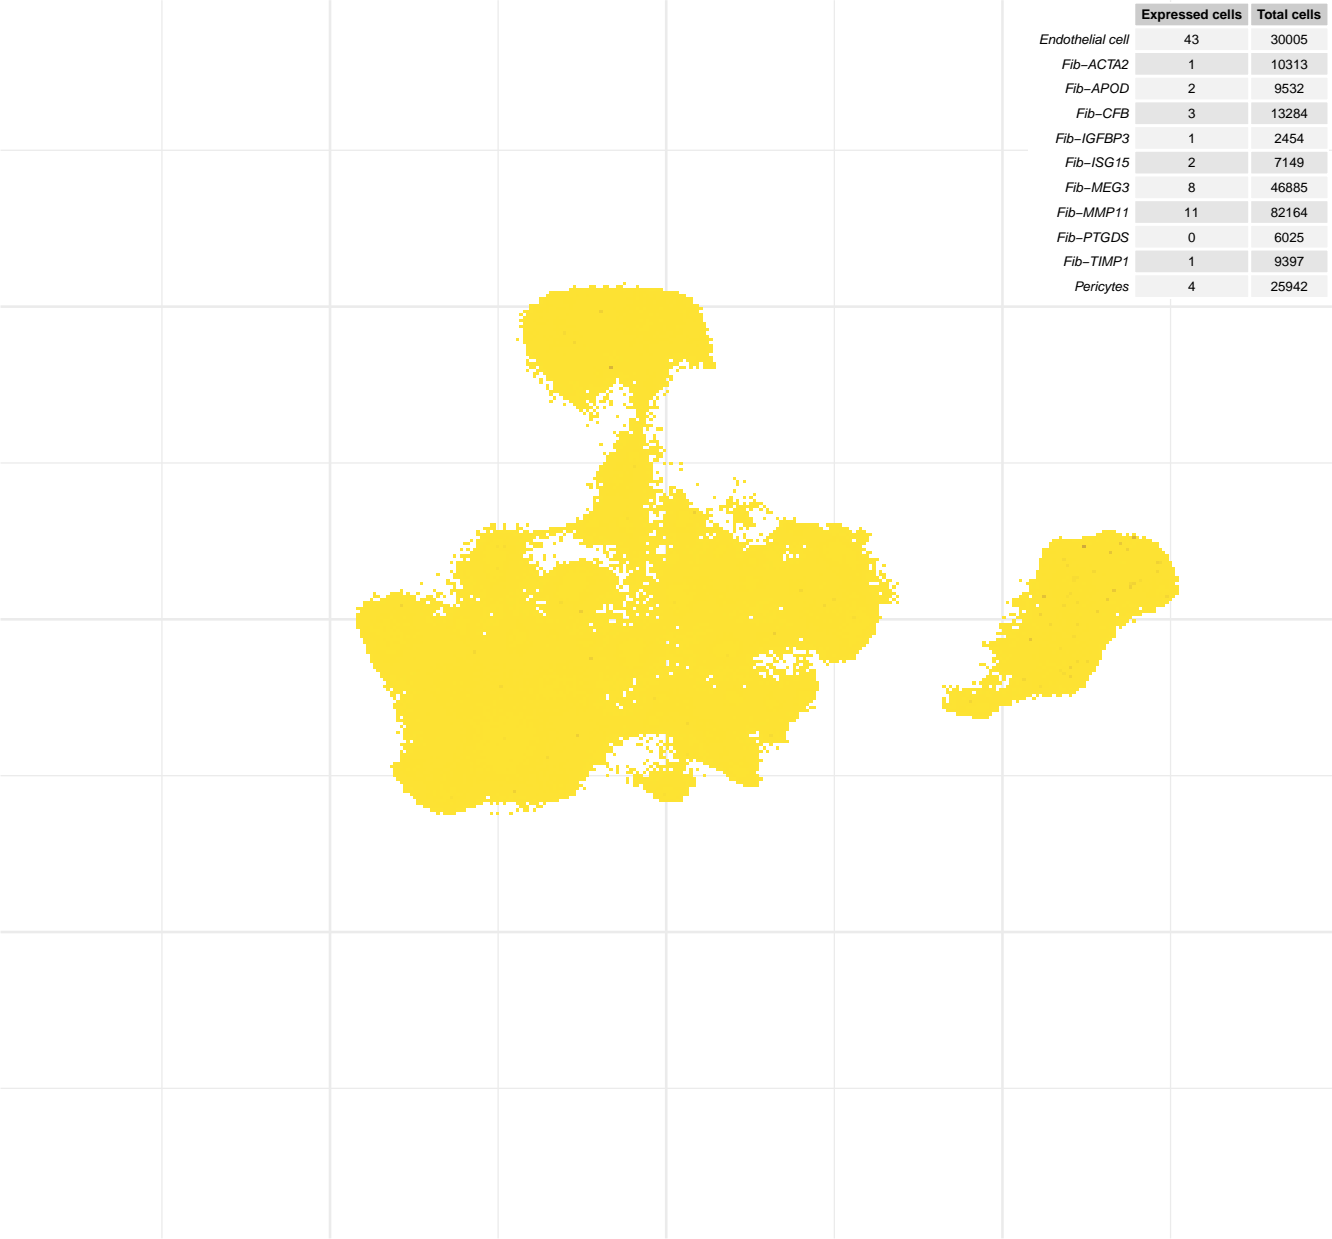 Expressed cells Total cells
Endothelial cell 43 30005
Fib−ACTA2 1 10313
Fib−APOD 2 9532
Fib−CFB 3 13284
Fib−IGFBP3 1 2454
Fib−ISG15 2 7149
Fib−MEG3 8 46885
Fib−MMP11 11 82164
Fib−PTGDS 0 6025
Fib−TIMP1 1 9397
Pericytes 4 25942